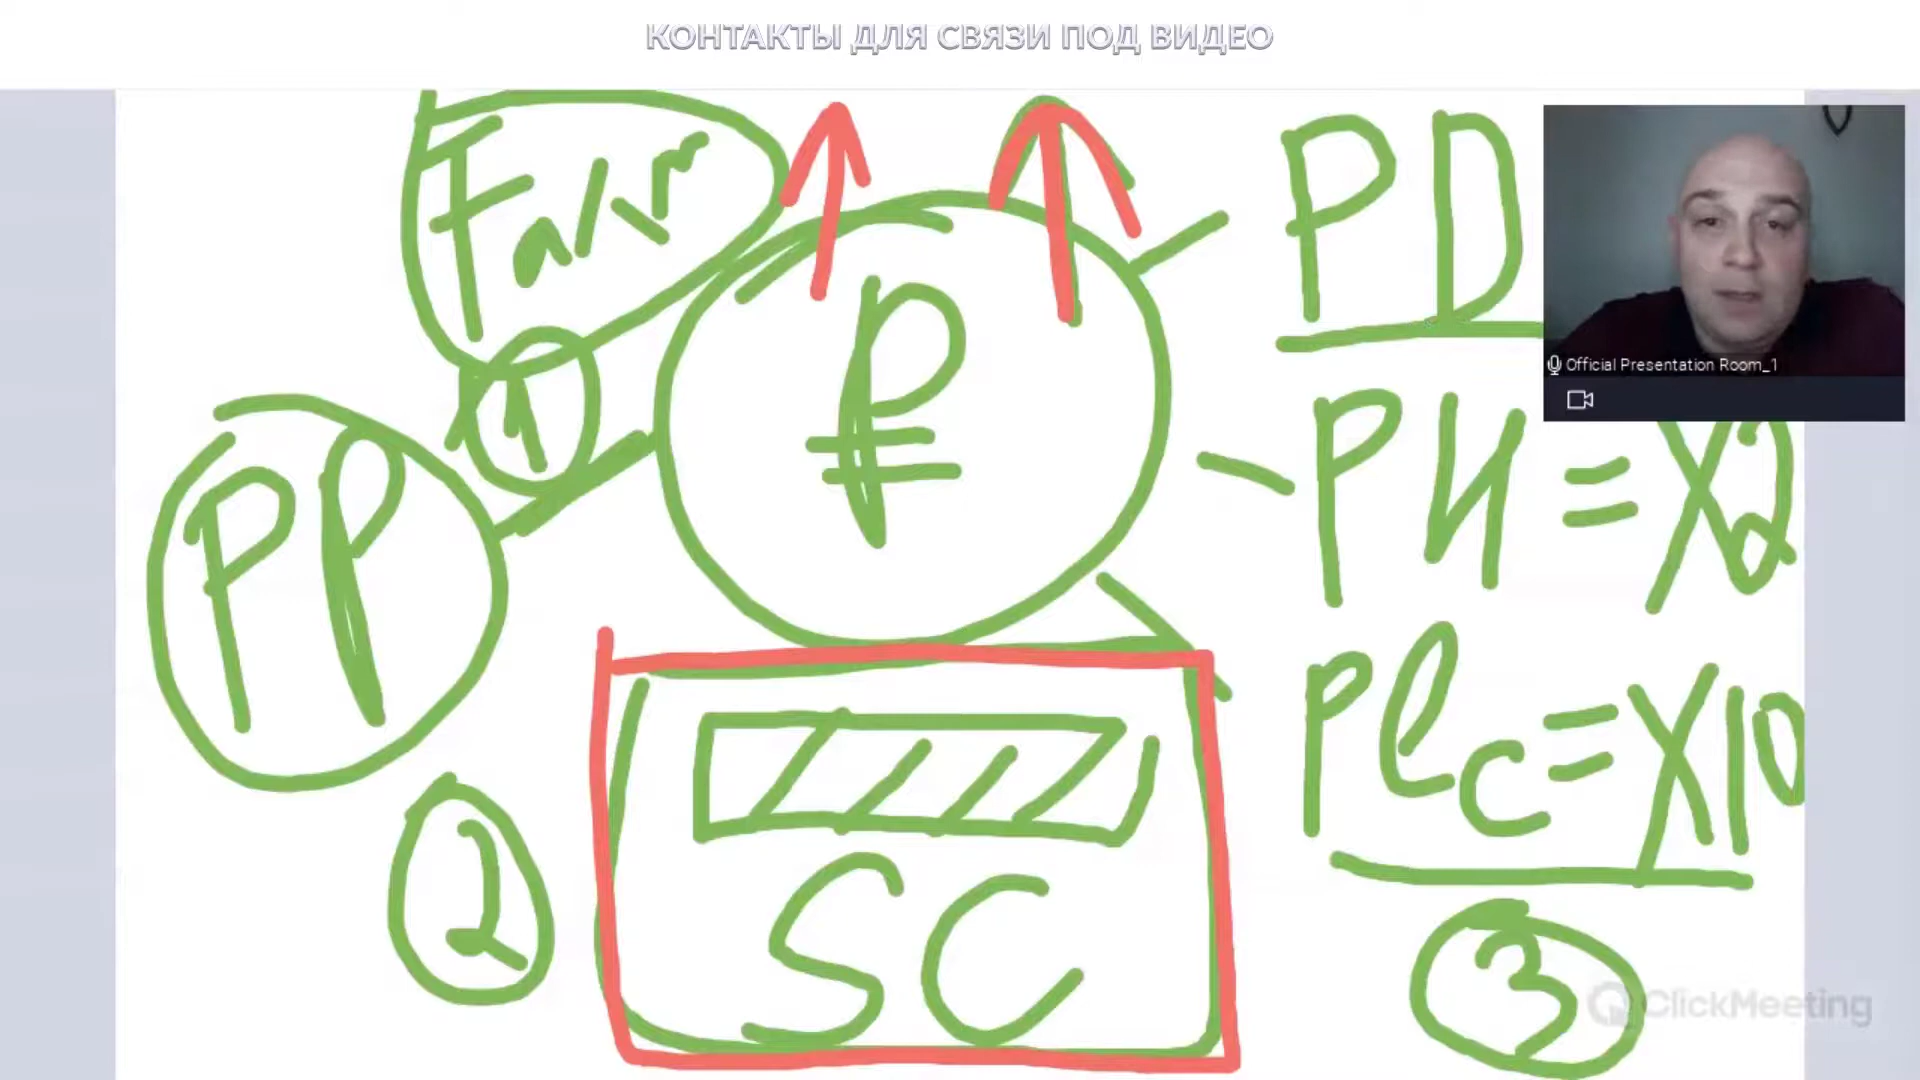 КОНТАКТЫ ДЛЯ СВЯЗИ ПОД ВИДЕО
PD
Official Presentation Room_1
1
₽
PP
РИ = X2
Plc = X10
2
SC
3
ClickMeeting